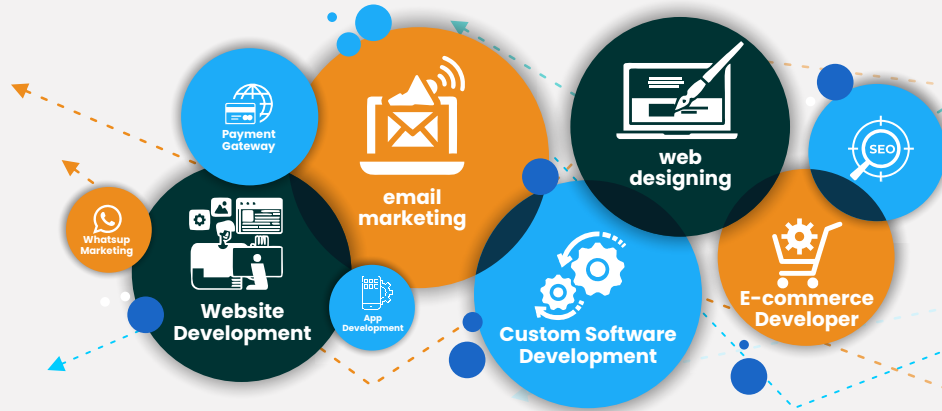 Payment
Gateway
email
marketing
web
designing
SEO
Whatsup
Marketing
Website
Development
App
Development
Custom Software
Development
E-commerce
Developer